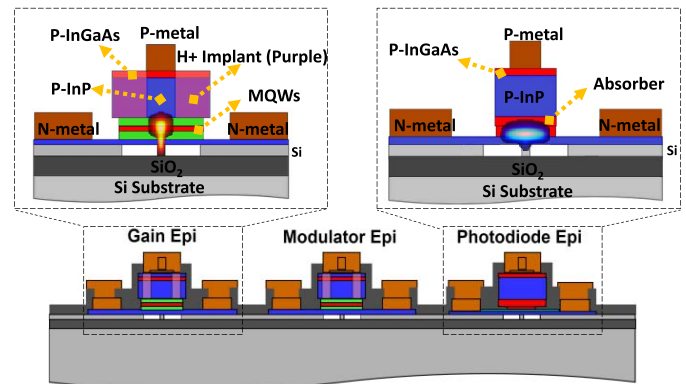 P-metal
P-InGaAs
H+ Implant (Purple)
P-InP
MQWs
N-metal
N-metal
Si
SiO2
Si Substrate
P-metal
P-InGaAs
Absorber
P-InP
N-metal
N-metal
Si
SiO2
Si Substrate
Gain Epi
Modulator Epi
Photodiode Epi